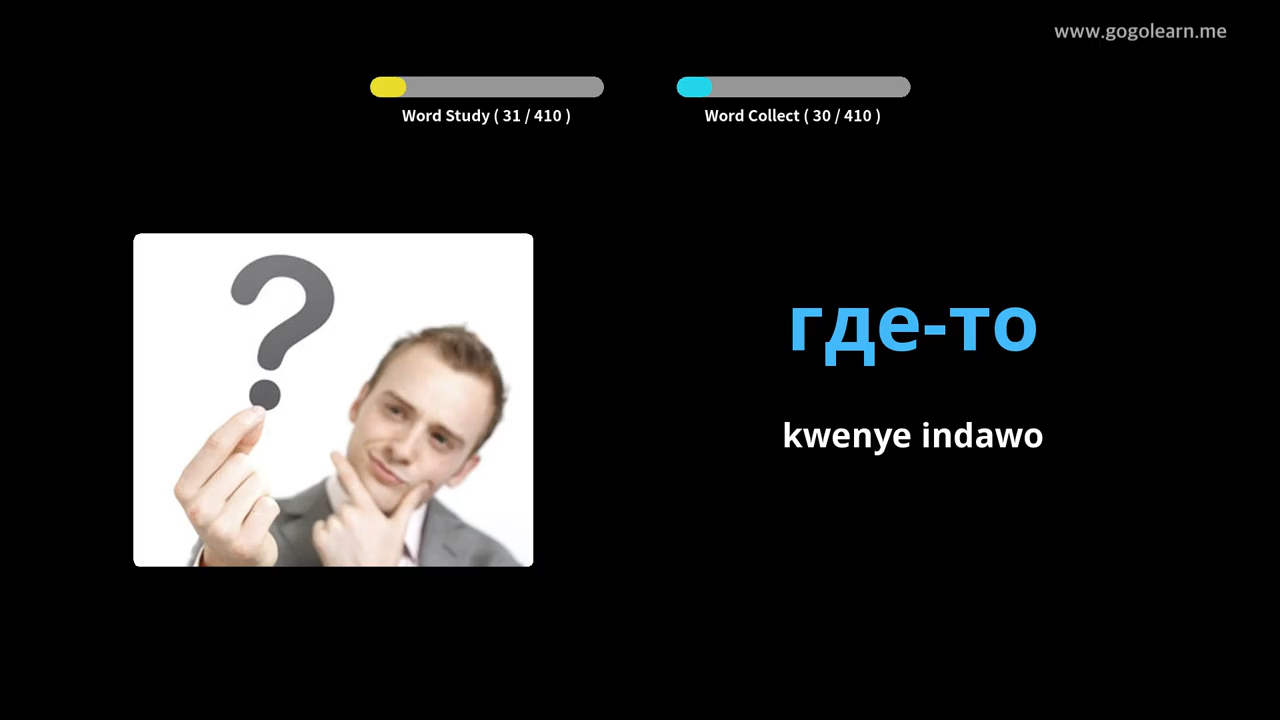 www.gogolearn.me
Word Study ( 31 / 410 )
Word Collect ( 30 / 410 )
?
где-то
kwenye indawo